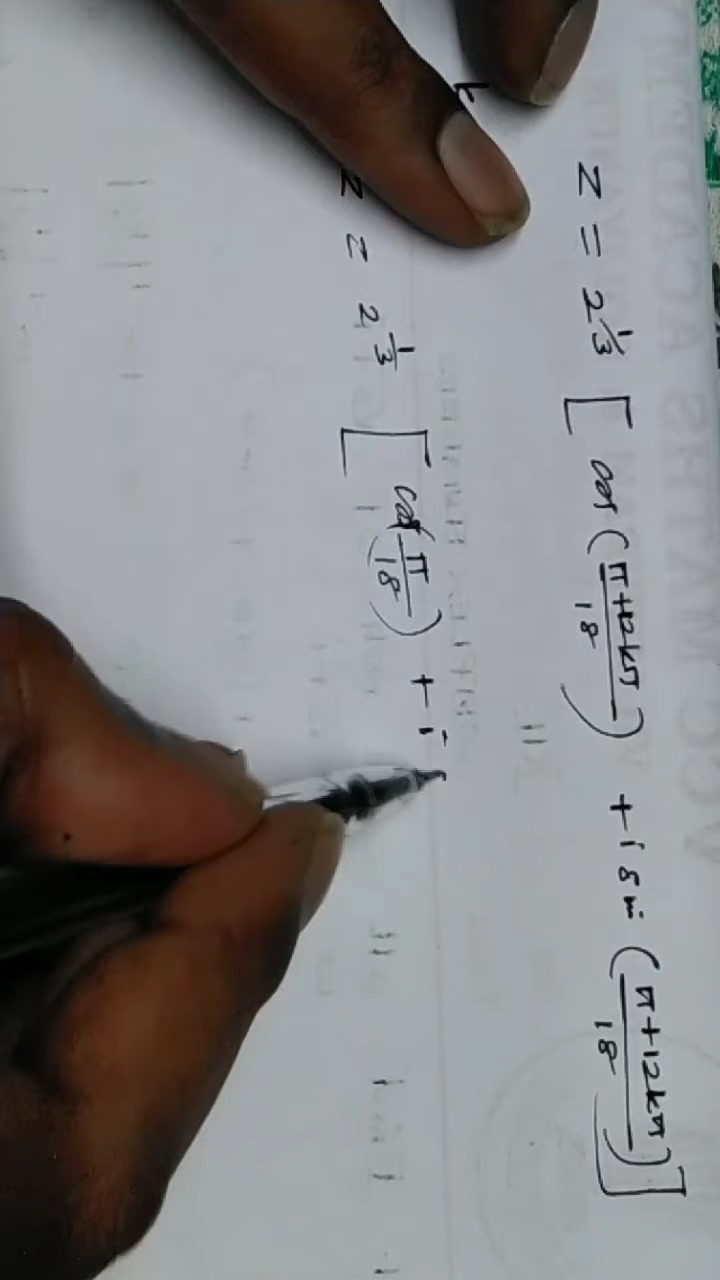 z = 2^{1/3} [ cos ( (π+12kπ)/18 ) + i sin ( (π+12kπ)/18 ) ]
k
z = 2^{1/3} [ cos ( π/18 ) + i